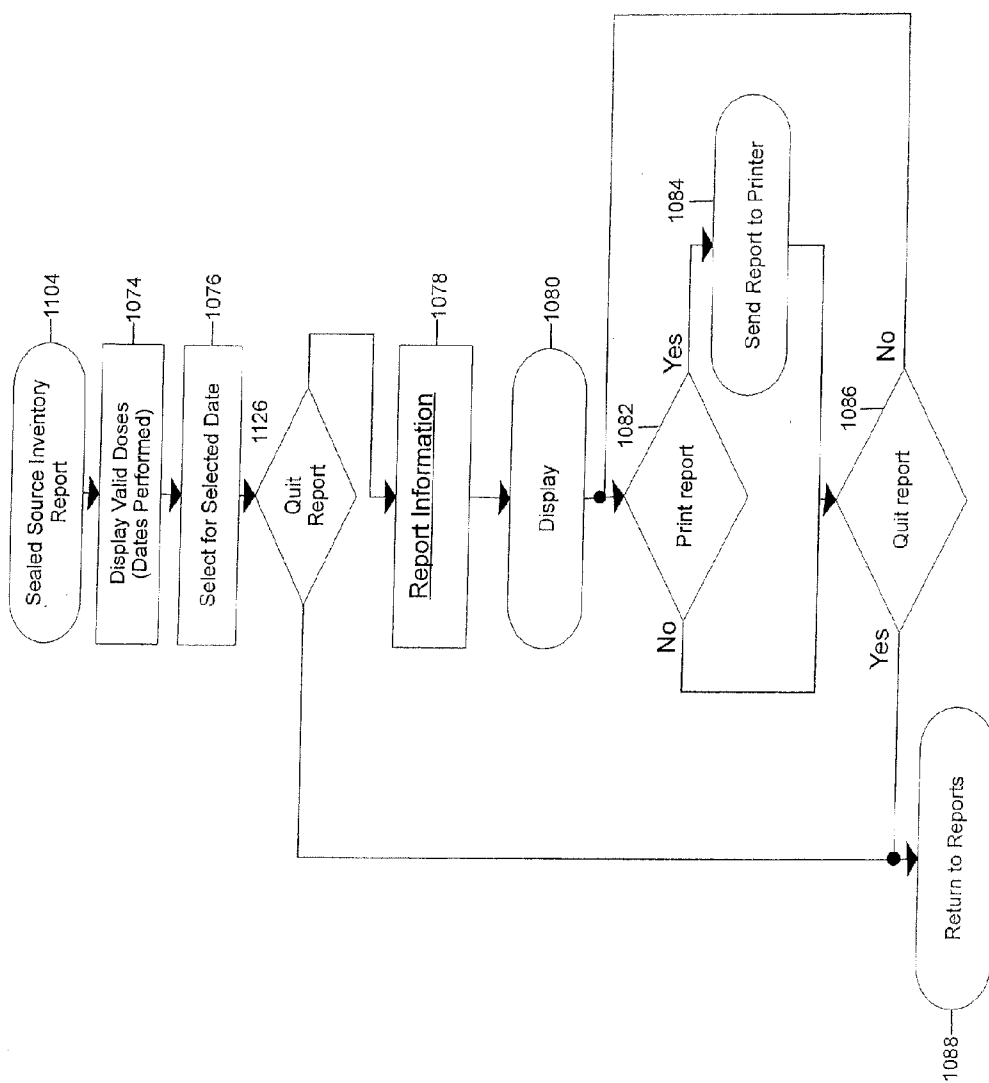 Sealed Source Inventory
Report
1104
Display Valid Doses
(Dates Performed)
1074
Select for Selected Date
1076
1126
Quit
Report
Report Information
1078
Display
1080
Print report
1082
Yes
No
Send Report to Printer
1084
Quit report
1086
Yes
No
Return to Reports
1088